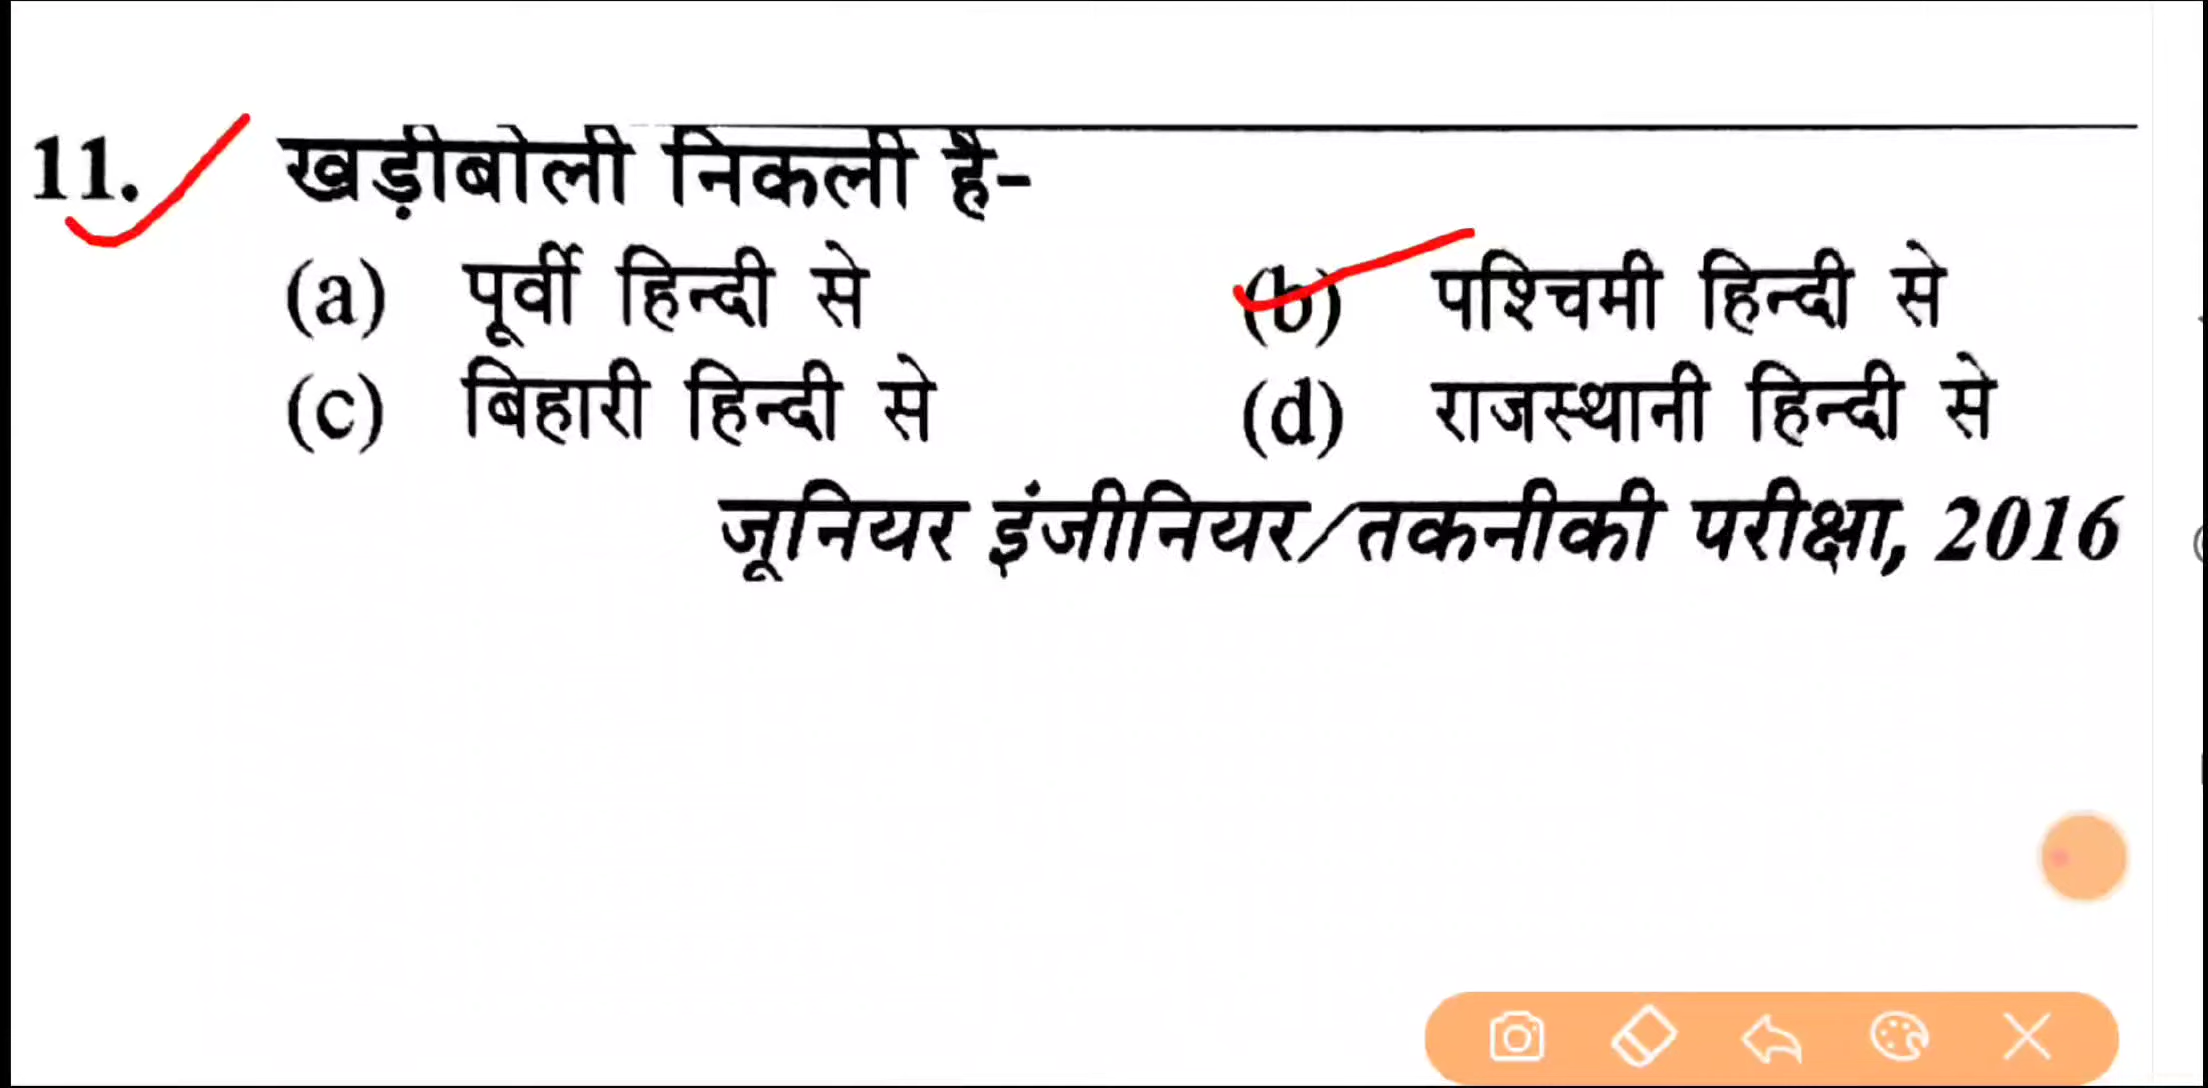 11. खड़ीबोली निकली है-
(a) पूर्वी हिन्दी से (b) पश्चिमी हिन्दी से
(c) बिहारी हिन्दी से (d) राजस्थानी हिन्दी से
जूनियर इंजीनियर/तकनीकी परीक्षा, 2016